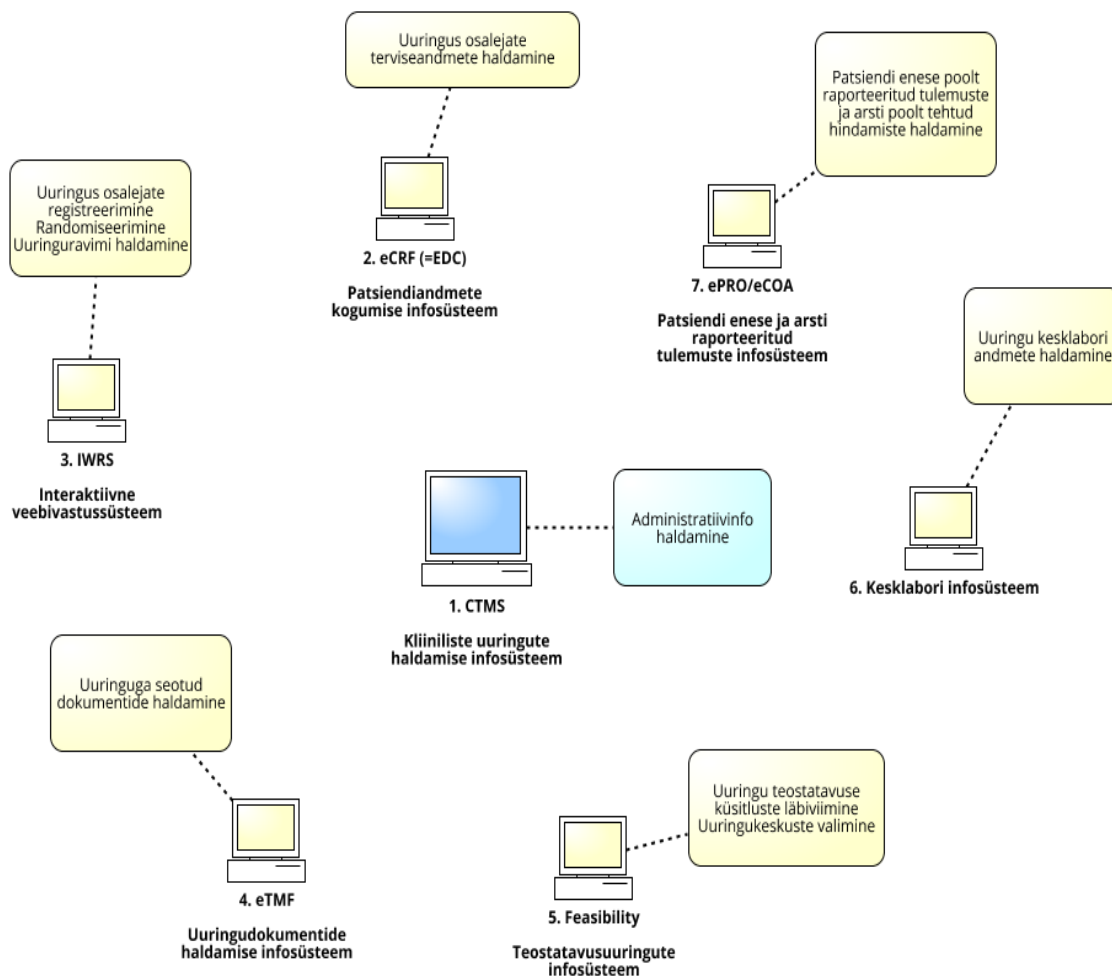 Uuringus osalejate
terviseandmete haldamine
2. eCRF (=EDC)
Patsiendiandmete
kogumise infosüsteem
Patsiendi enese poolt
raporteeritud tulemuste
ja arsti poolt tehtud
hindamiste haldamine
7. ePRO/eCOA
Patsiendi enese ja arsti
raporteeritud
tulemuste infosüsteem
Uuringus osalejate
registreerimine
Randomiseerimine
Uuringuravimi haldamine
3. IWRS
Interaktiivne
veebivastussüsteem
Uuringu kesklabori
andmete haldamine
6. Kesklabori infosüsteem
Administratiivinfo
haldamine
1. CTMS
Kliiniliste uuringute
haldamise infosüsteem
Uuringuga seotud
dokumentide haldamine
4. eTMF
Uuringudokumentide
haldamise infosüsteem
Uuringu teostatavuse
küsitluste läbiviimine
Uuringukeskuste valimine
5. Feasibility
Teostatavusuuringute
infosüsteem